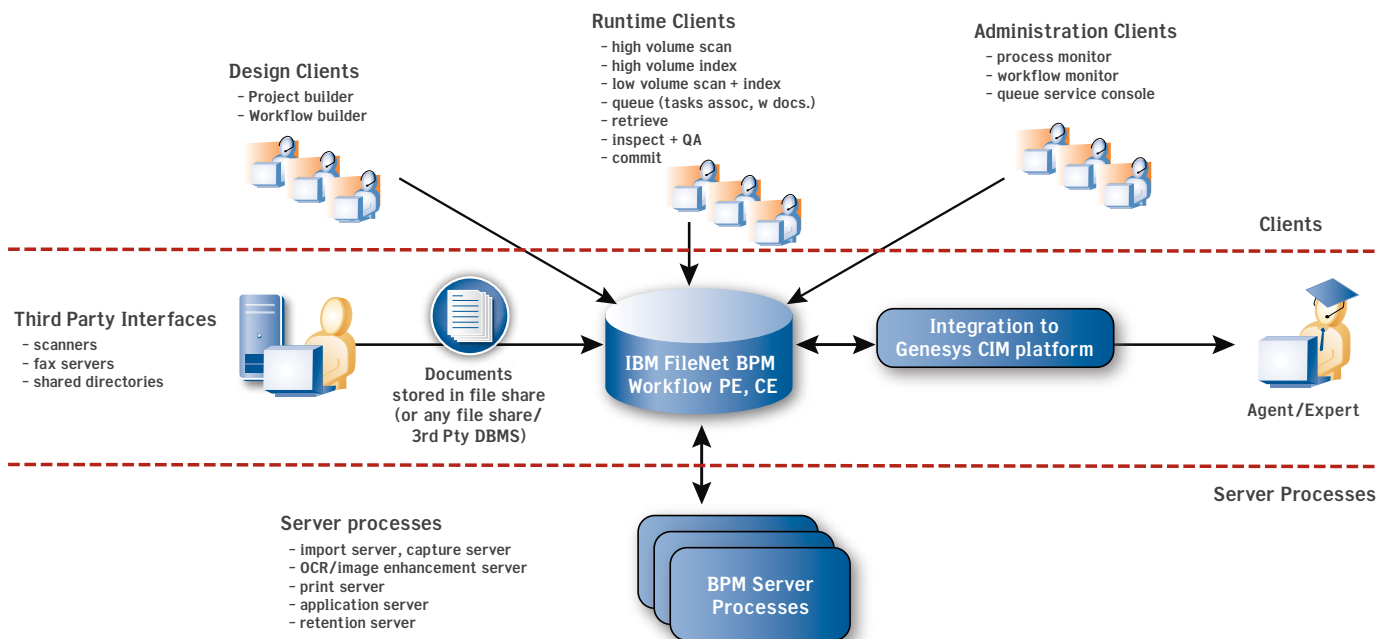 Design Clients
- Project builder
- Workflow builder
Runtime Clients
- high volume scan
- high volume index
- low volume scan + index
- queue (tasks assoc, w docs.)
- retrieve
- inspect + QA
- commit
Administration Clients
- process monitor
- workflow monitor
- queue service console
Clients
Third Party Interfaces
- scanners
- fax servers
- shared directories
Documents
stored in file share
(or any file share/
3rd Pty DBMS)
IBM FileNet BPM
Workflow PE, CE
Integration to
Genesys CIM platform
Agent/Expert
Server Processes
Server processes
- import server, capture server
- OCR/image enhancement server
- print server
- application server
- retention server
BPM Server
Processes